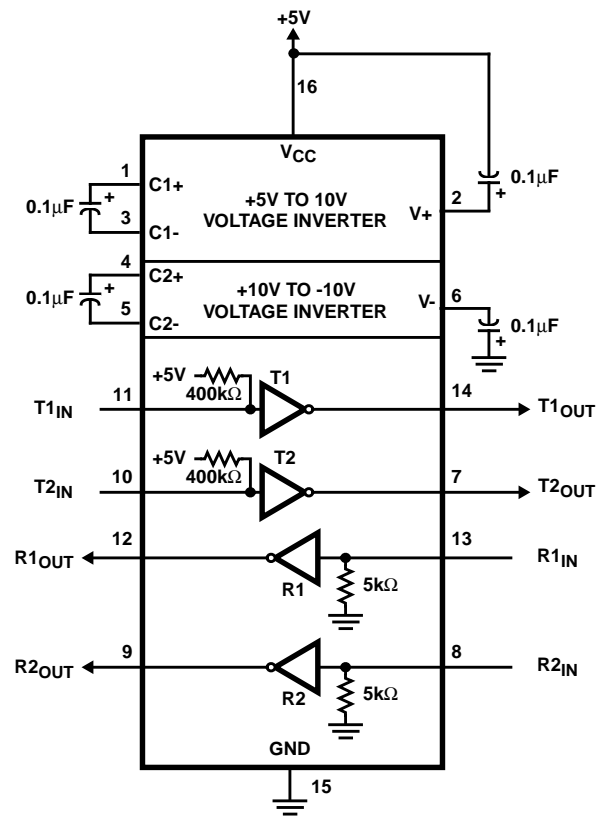 +5V
16
VCC
1
C1+
0.1μF
+
3
C1-
+5V TO 10V
VOLTAGE INVERTER
2
V+
+
0.1μF
4
C2+
0.1μF
+
5
C2-
+10V TO -10V
VOLTAGE INVERTER
V-
6
0.1μF
+
+5V
400kΩ
T1
T1IN
11
14
T1OUT
+5V
400kΩ
T2
T2IN
10
7
T2OUT
R1OUT
12
13
R1IN
R1
5kΩ
R2OUT
9
8
R2IN
R2
5kΩ
GND
15